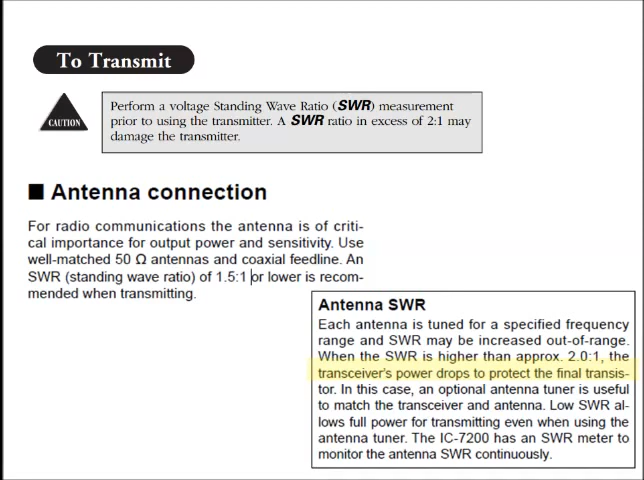 To Transmit
CAUTION
Perform a voltage Standing Wave Ratio (SWR) measurement
prior to using the transmitter. A SWR ratio in excess of 2:1 may
damage the transmitter.
■ Antenna connection
For radio communications the antenna is of criti-
cal importance for output power and sensitivity. Use
well-matched 50 Ω antennas and coaxial feedline. An
SWR (standing wave ratio) of 1.5:1 or lower is recom-
mended when transmitting.
Antenna SWR
Each antenna is tuned for a specified frequency
range and SWR may be increased out-of-range.
When the SWR is higher than approx. 2.0:1, the
transceiver's power drops to protect the final transis-
tor. In this case, an optional antenna tuner is useful
to match the transceiver and antenna. Low SWR al-
lows full power for transmitting even when using the
antenna tuner. The IC-7200 has an SWR meter to
monitor the antenna SWR continuously.